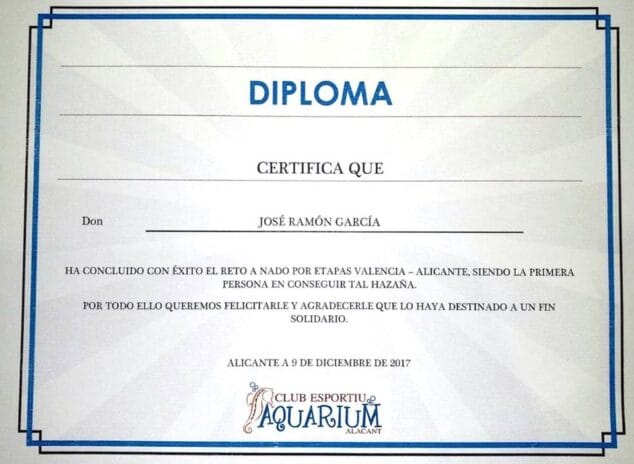 DIPLOMA
CERTIFICA QUE
Don JOSÉ RAMÓN GARCÍA
HA CONCLUIDO CON ÉXITO EL RETO A NADO POR ETAPAS VALENCIA – ALICANTE, SIENDO LA PRIMERA
PERSONA EN CONSEGUIR TAL HAZAÑA.
POR TODO ELLO QUEREMOS FELICITARLE Y AGRADECERLE QUE LO HAYA DESTINADO A UN FIN
SOLIDARIO.
ALICANTE A 9 DE DICIEMBRE DE 2017
CLUB ESPORTIU
AQUARIUM
ALACANT